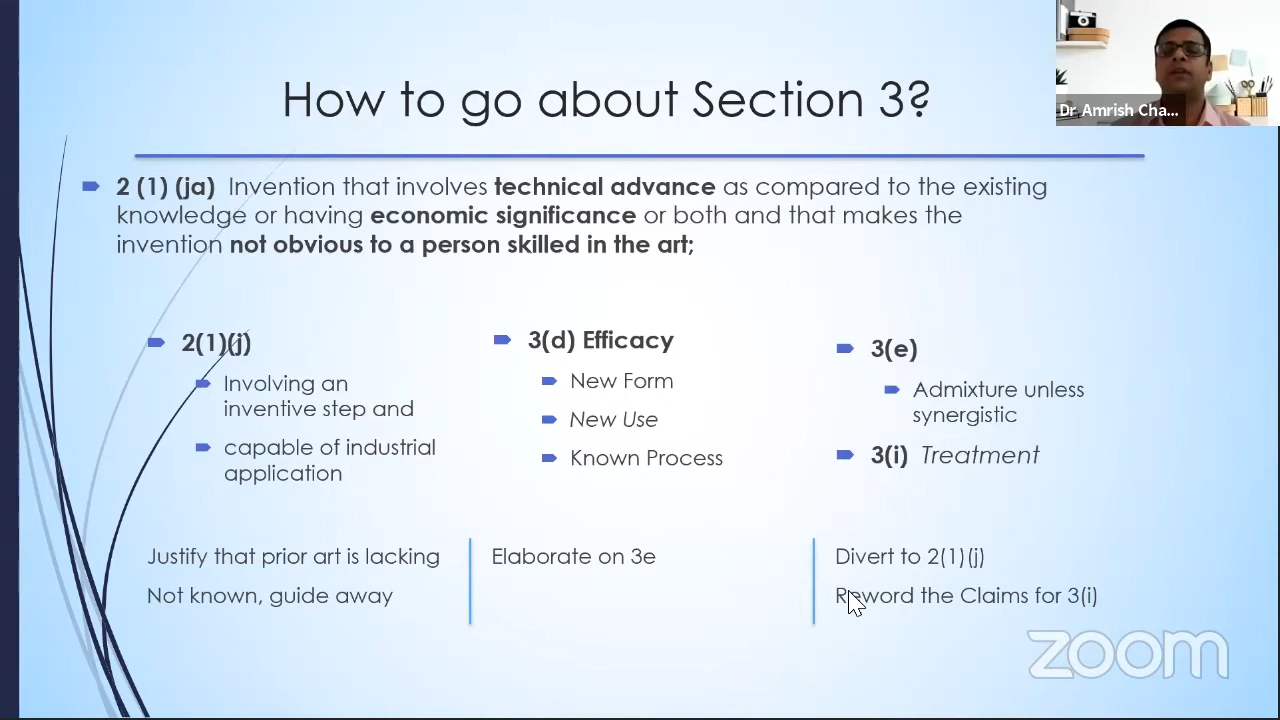 How to go about Section 3?
Dr Amrish Cha...
2 (1) (ja) Invention that involves technical advance as compared to the existing
knowledge or having economic significance or both and that makes the
invention not obvious to a person skilled in the art;
2(1)(j)
Involving an
inventive step and
capable of industrial
application
3(d) Efficacy
New Form
New Use
Known Process
3(e)
Admixture unless
synergistic
3(i) Treatment
Justify that prior art is lacking
Not known, guide away
Elaborate on 3e
Divert to 2(1)(j)
Reword the Claims for 3(i)
zoom